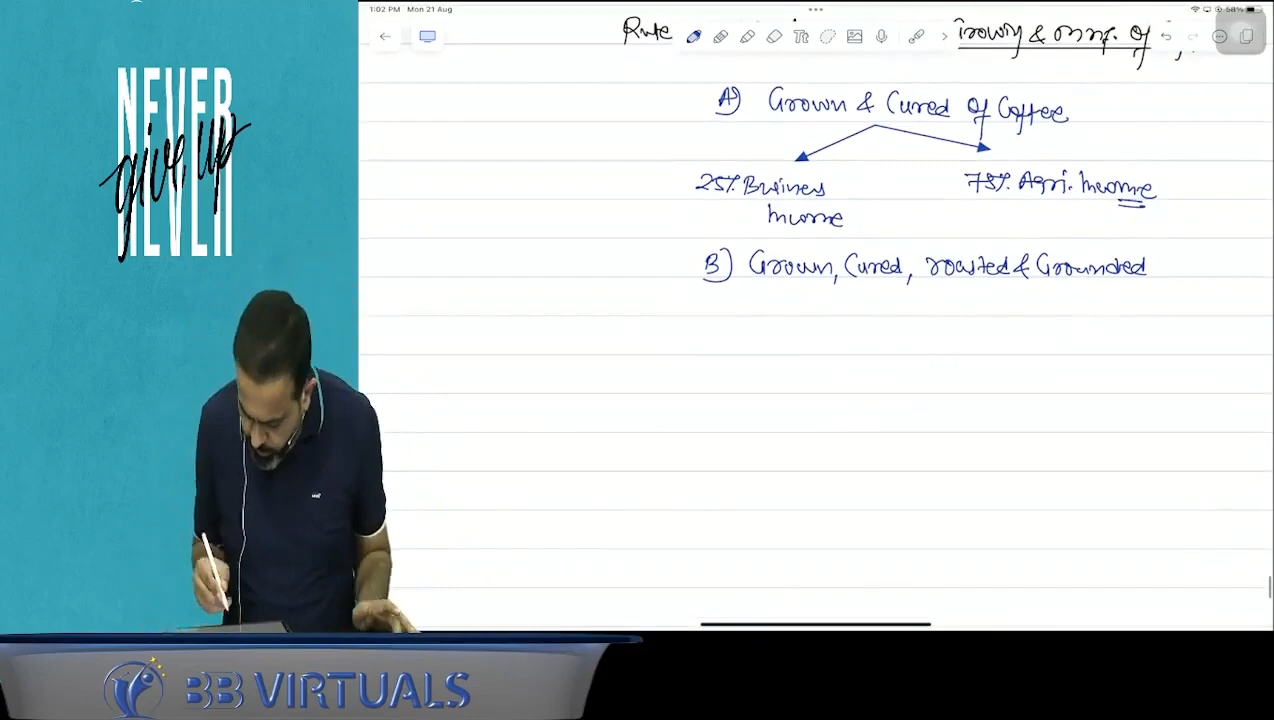 1:02 PM Mon 21 Aug
58%
Rule
Growing & mnf. Of
NEVER
give up
NEVER
A) Grown & Cured Of Coffee
25% Business
Income
75% Agri. Income
B) Grown, Cured, roasted & Grounded
BB VIRTUALS